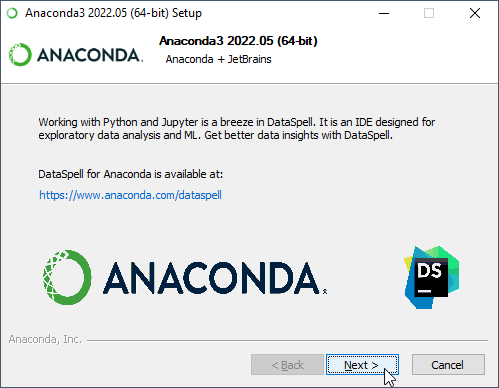 Anaconda3 2022.05 (64-bit) Setup
ANACONDA.
Anaconda3 2022.05 (64-bit)
Anaconda + JetBrains
Working with Python and Jupyter is a breeze in DataSpell. It is an IDE designed for
exploratory data analysis and ML. Get better data insights with DataSpell.
DataSpell for Anaconda is available at:
https://www.anaconda.com/dataspell
ANACONDA.
DS
Anaconda, Inc.
< Back
Next >
Cancel